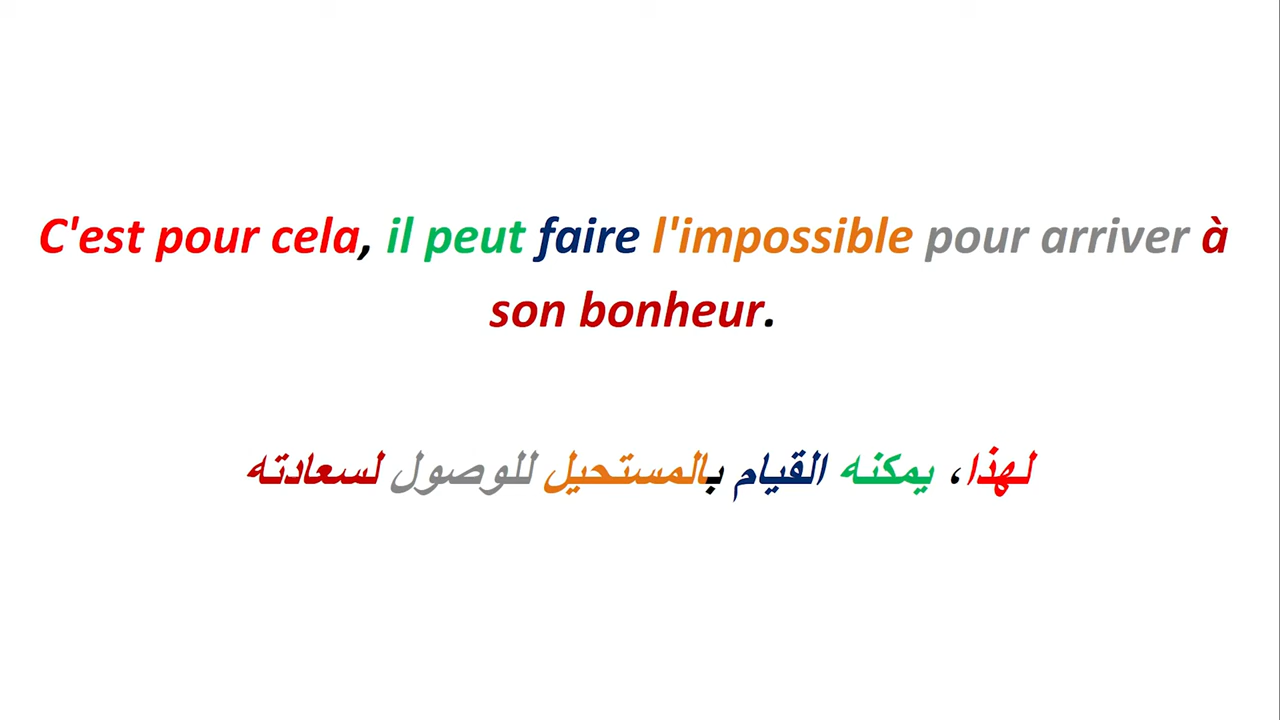 C'est pour cela, il peut faire l'impossible pour arriver à
son bonheur.
لهذا، يمكنه القيام بالمستحيل للوصول لسعادته